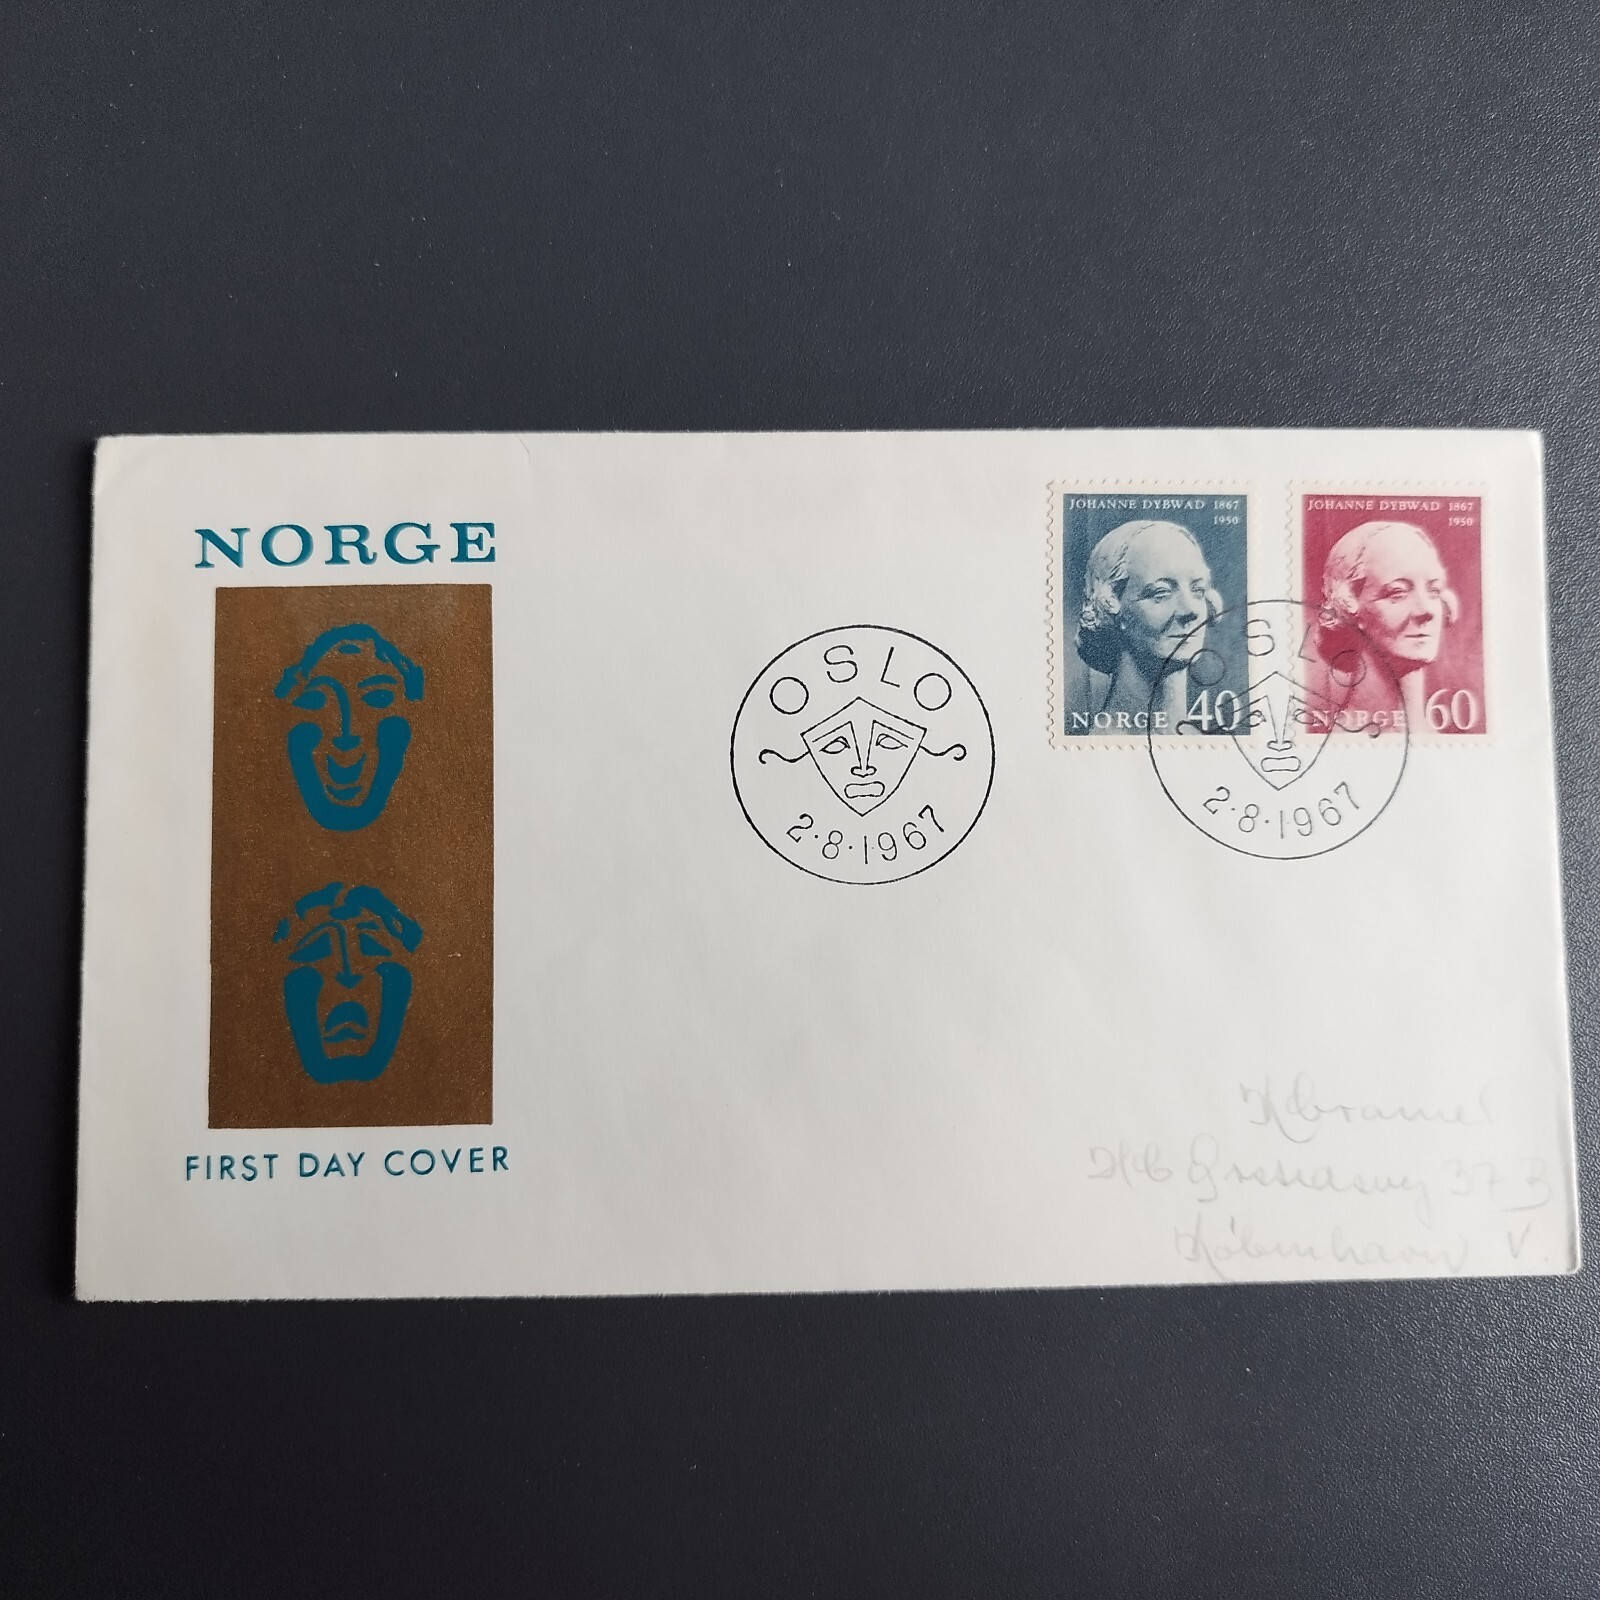 NORGE
FIRST DAY COVER
OSLO
2·8·1967
JOHANNE DYBWAD 1867
1950
NORGE 40
JOHANNE DYBWAD 1867
1950
NORGE 60
OSLO
2·8·1967
37 B
København V.